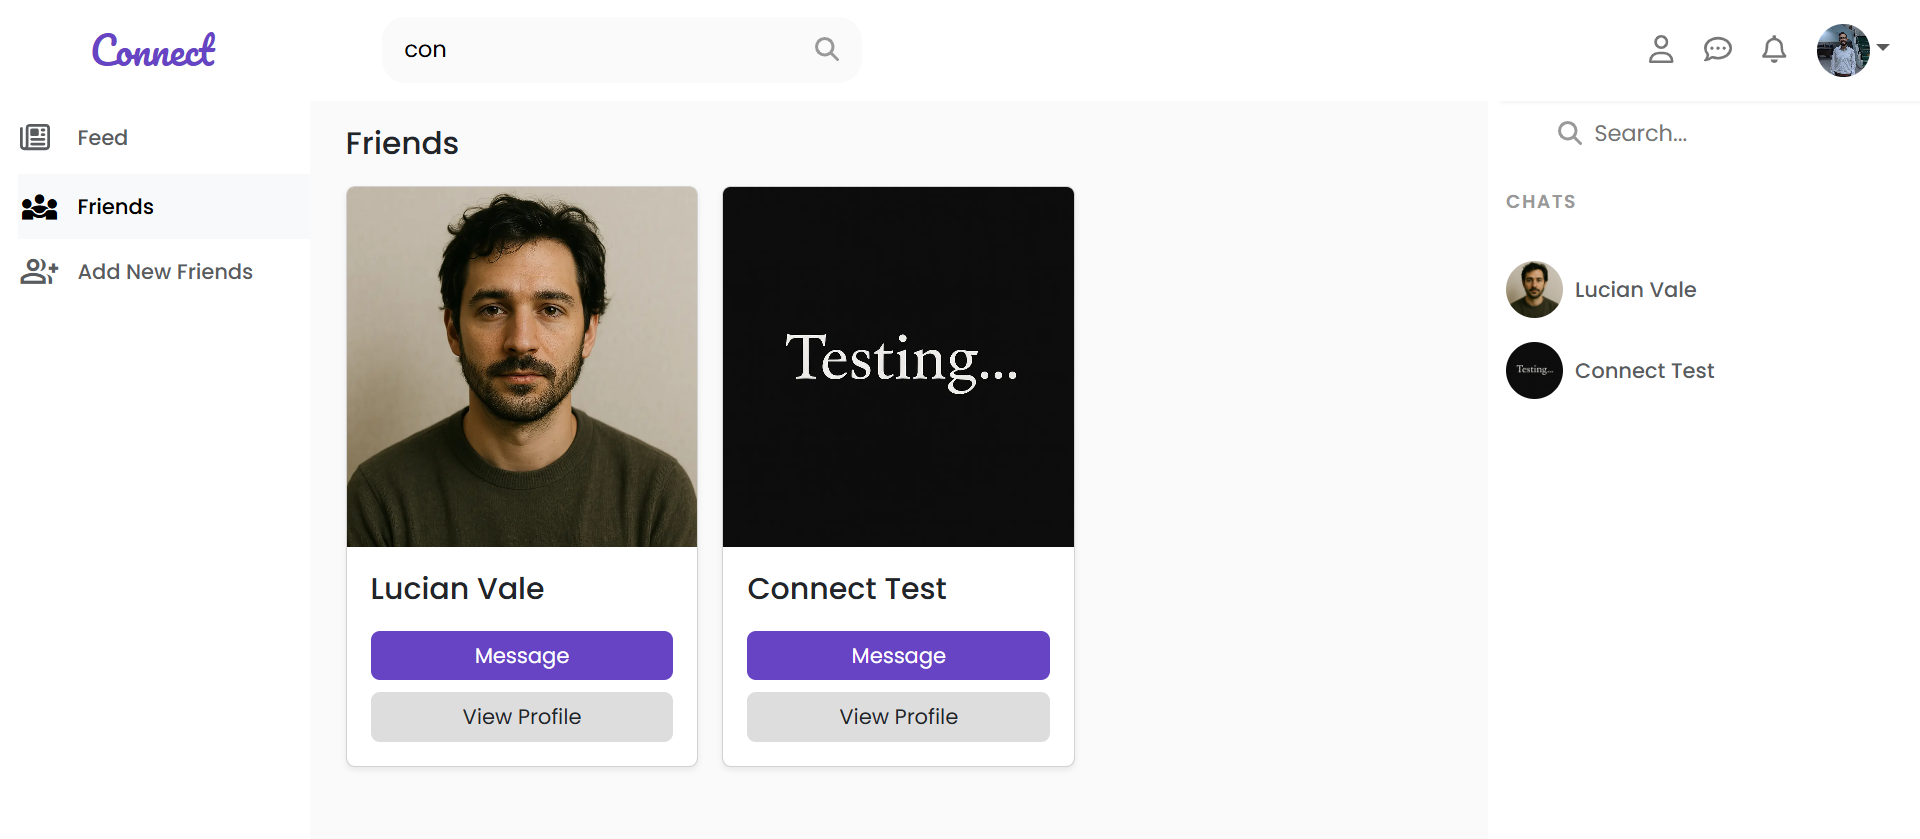 Connect
con
Feed
Friends
Add New Friends
Friends
Testing...
Lucian Vale
Message
View Profile
Connect Test
Message
View Profile
Search...
CHATS
Lucian Vale
Testing...
Connect Test